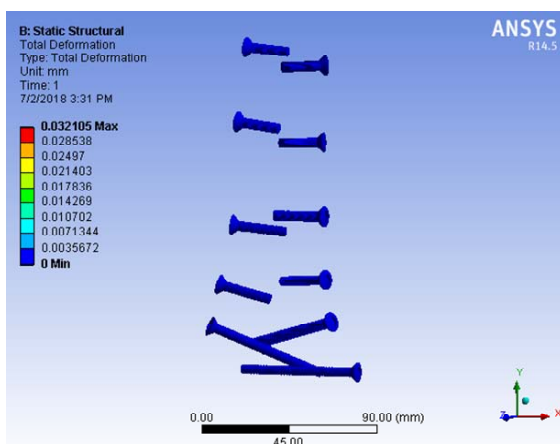 B: Static Structural
Total Deformation
Type: Total Deformation
Unit: mm
Time: 1
7/2/2018 3:31 PM
ANSYS
R14.5
0.032105 Max
0.028538
0.02497
0.021403
0.017836
0.014269
0.010702
0.0071344
0.0035672
0 Min
0.00
90.00 (mm)
45.00
Y
Z
X